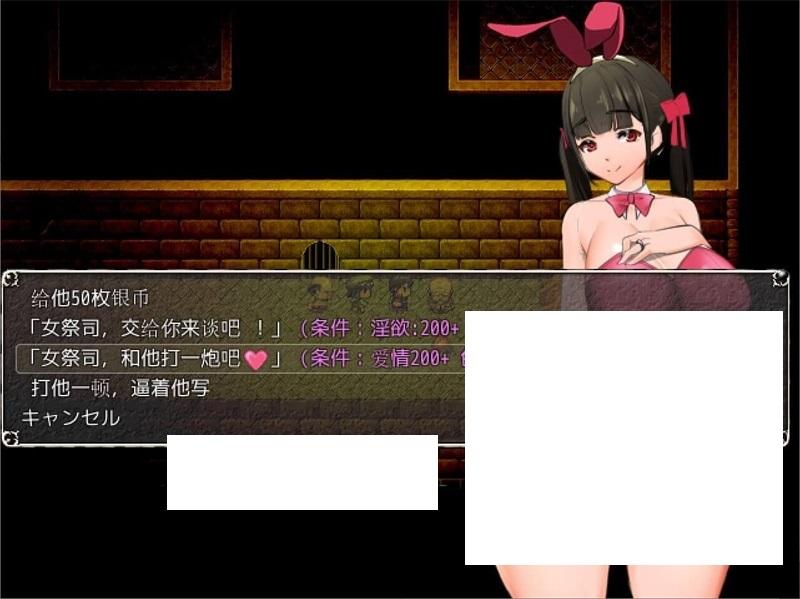 给他50枚银币
「女祭司，交给你来谈吧 ！」（条件：淫欲:200+
「女祭司，和他打一炮吧❤」（条件：爱情200+
打他一顿，逼着他写
キャンセル